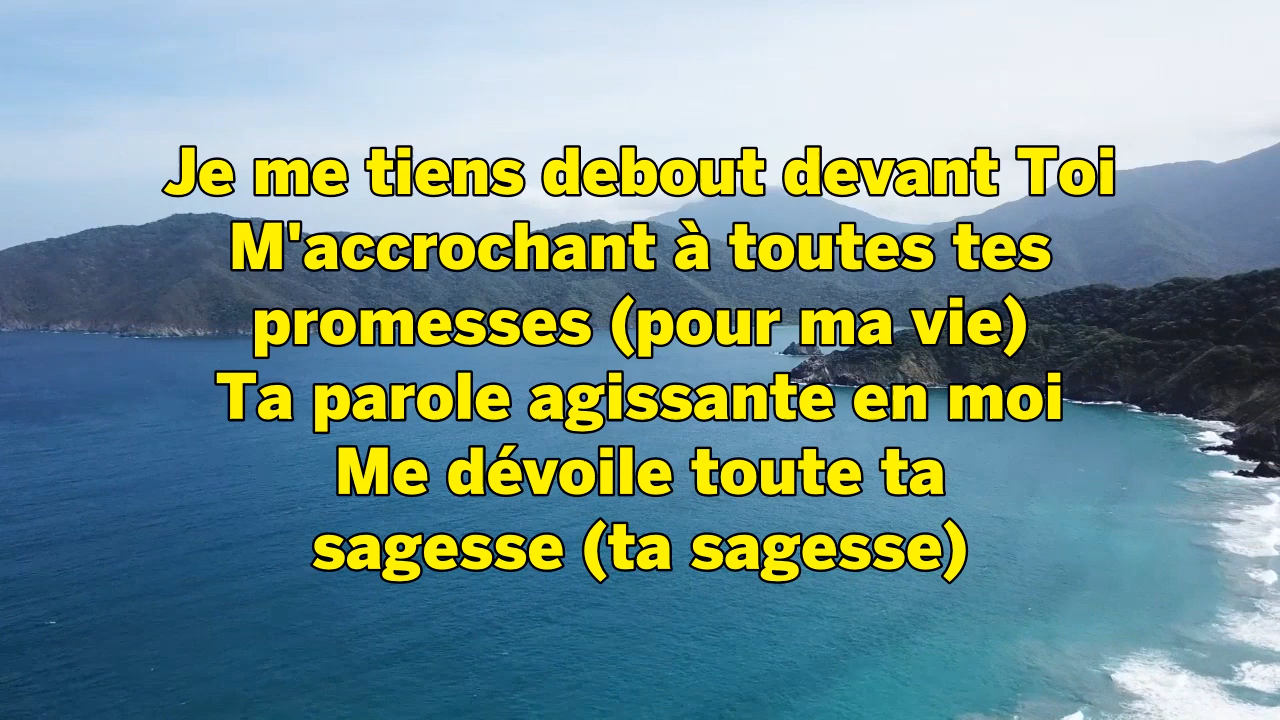 Je me tiens debout devant Toi
M'accrochant à toutes tes
promesses (pour ma vie)
Ta parole agissante en moi
Me dévoile toute ta
sagesse (ta sagesse)